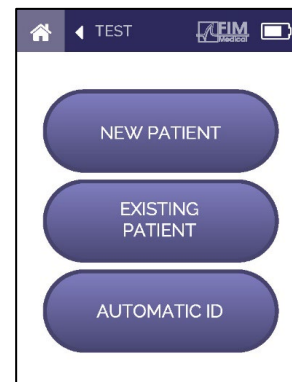 TEST
FIM
Medical
NEW PATIENT
EXISTING
PATIENT
AUTOMATIC ID